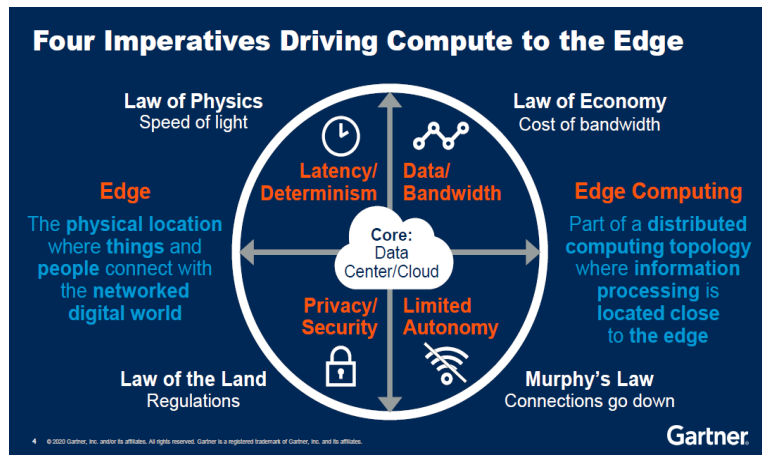 Four Imperatives Driving Compute to the Edge
Law of Physics
Speed of light
Law of Economy
Cost of bandwidth
Latency/
Determinism
Data/
Bandwidth
Edge
The physical location
where things and
people connect with
the networked
digital world
Core:
Data
Center/Cloud
Edge Computing
Part of a distributed
computing topology
where information
processing is
located close
to the edge
Privacy/
Security
Limited
Autonomy
Law of the Land
Regulations
Murphy's Law
Connections go down
4 © 2020 Gartner, Inc. and/or its affiliates. All rights reserved. Gartner is a registered trademark of Gartner, Inc. and its affiliates.
Gartner®